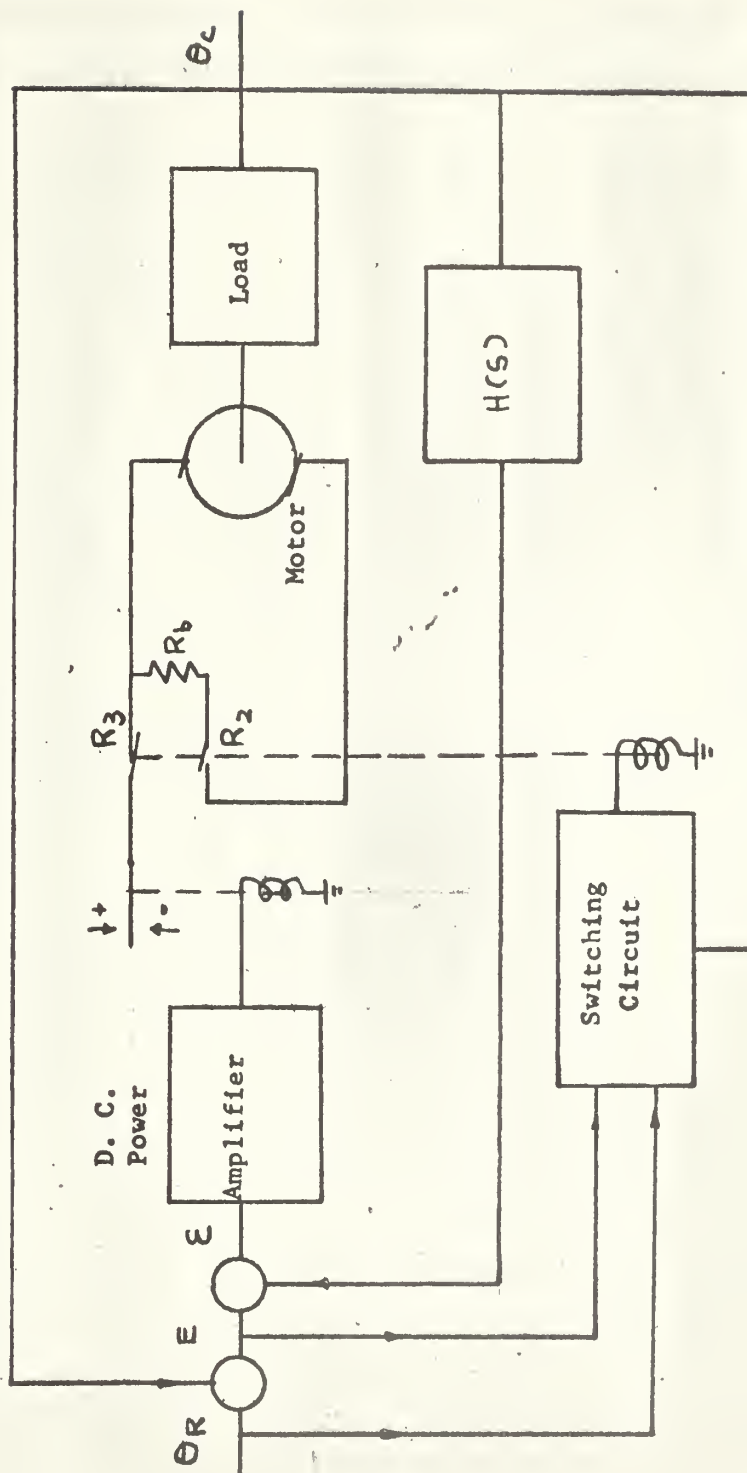 θc
Load
H(S)
Motor
Rb
R3
R2
+
-
D. C.
Power
Amplifier
Switching
Circuit
ε
E
θR